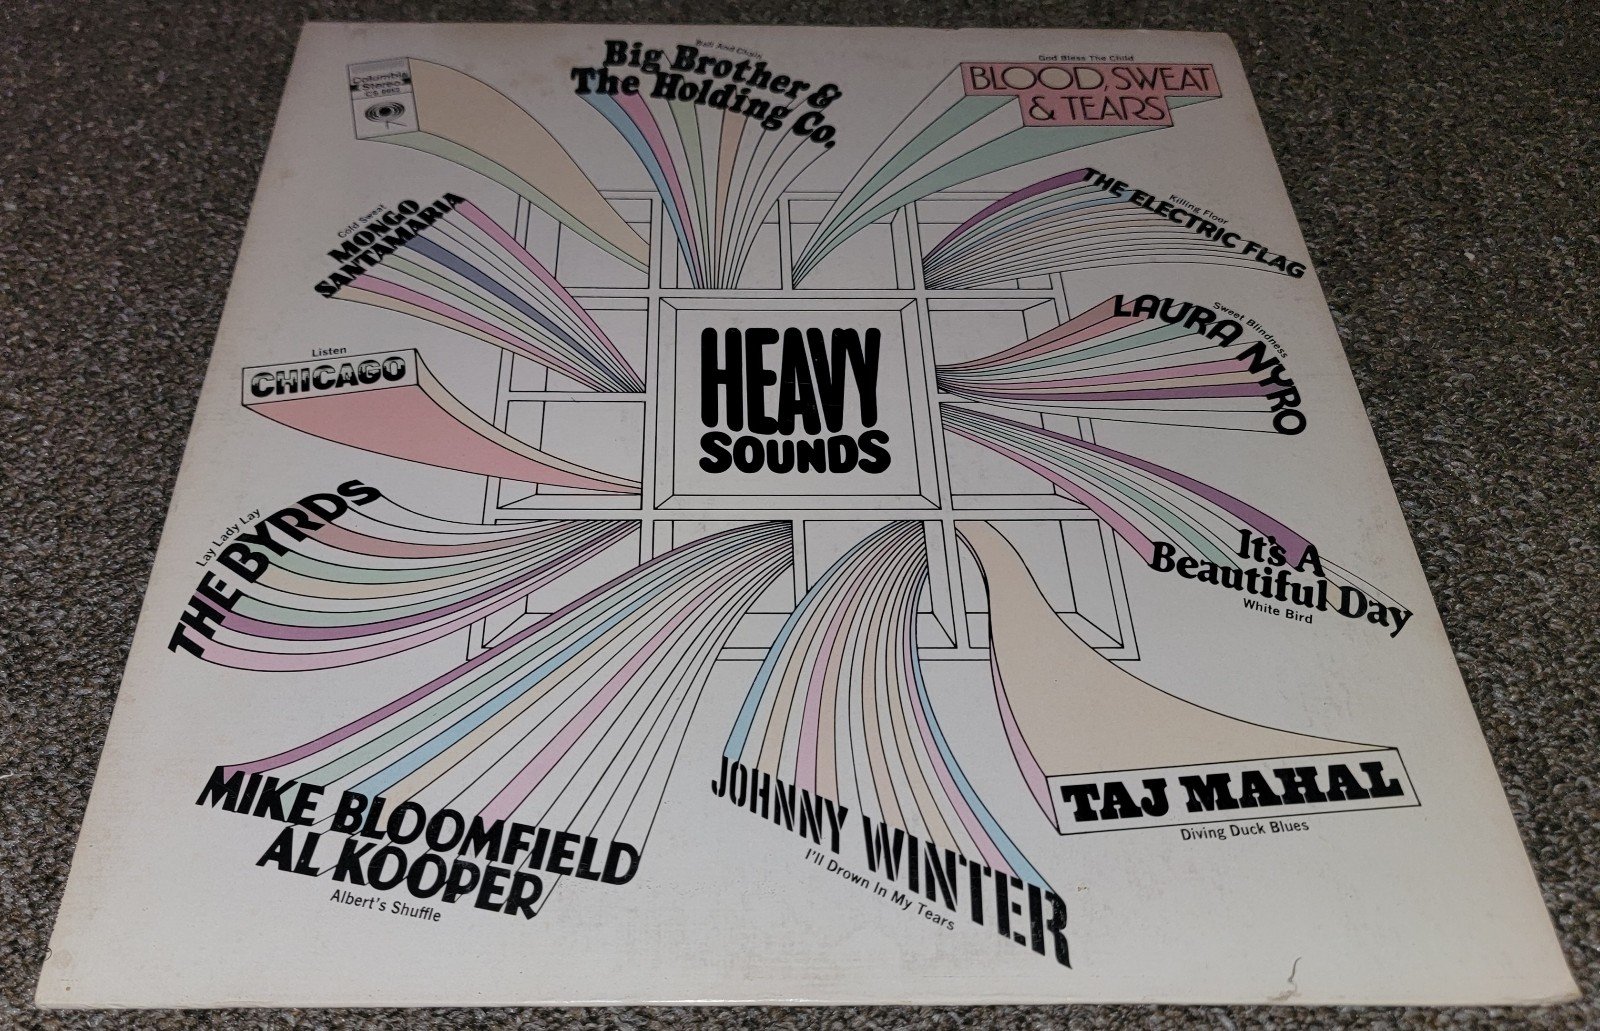 Columbia
Stereo
Ball And Chain
Big Brother &
The Holding Co.
God Bless The Child
BLOOD, SWEAT
& TEARS
Killing Floor
THE ELECTRIC FLAG
Cold Sweat
MONGO
SANTAMARIA
Sweet Blindness
LAURA NYRO
Listen
CHICAGO
HEAVY
SOUNDS
Lay Lady Lay
THE BYRDS
It's A
Beautiful Day
White Bird
MIKE BLOOMFIELD
AL KOOPER
Albert's Shuffle
JOHNNY WINTER
I'll Drown In My Tears
TAJ MAHAL
Diving Duck Blues